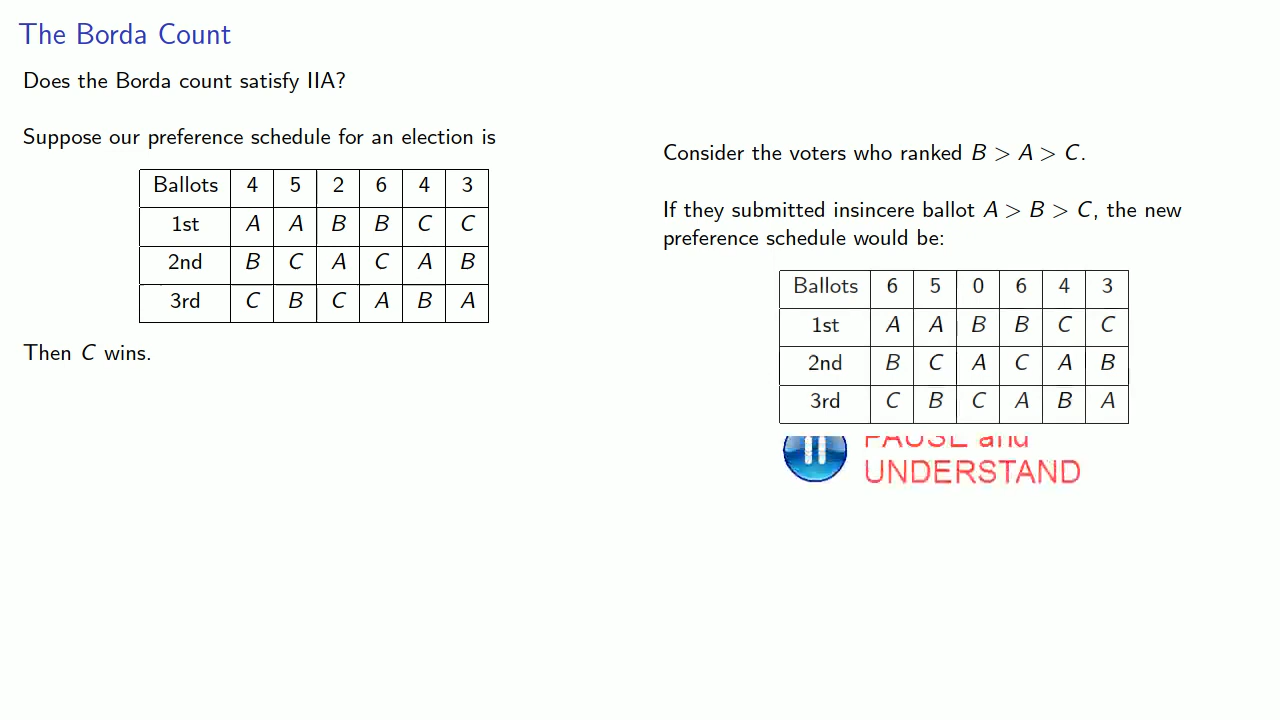 The Borda Count
Does the Borda count satisfy IIA?
Suppose our preference schedule for an election is
Ballots 4 5 2 6 4 3
1st A A B B C C
2nd B C A C A B
3rd C B C A B A
Then C wins.
Consider the voters who ranked B > A > C.
If they submitted insincere ballot A > B > C, the new
preference schedule would be:
Ballots 6 5 0 6 4 3
1st A A B B C C
2nd B C A C A B
3rd C B C A B A
PAUSE and
UNDERSTAND